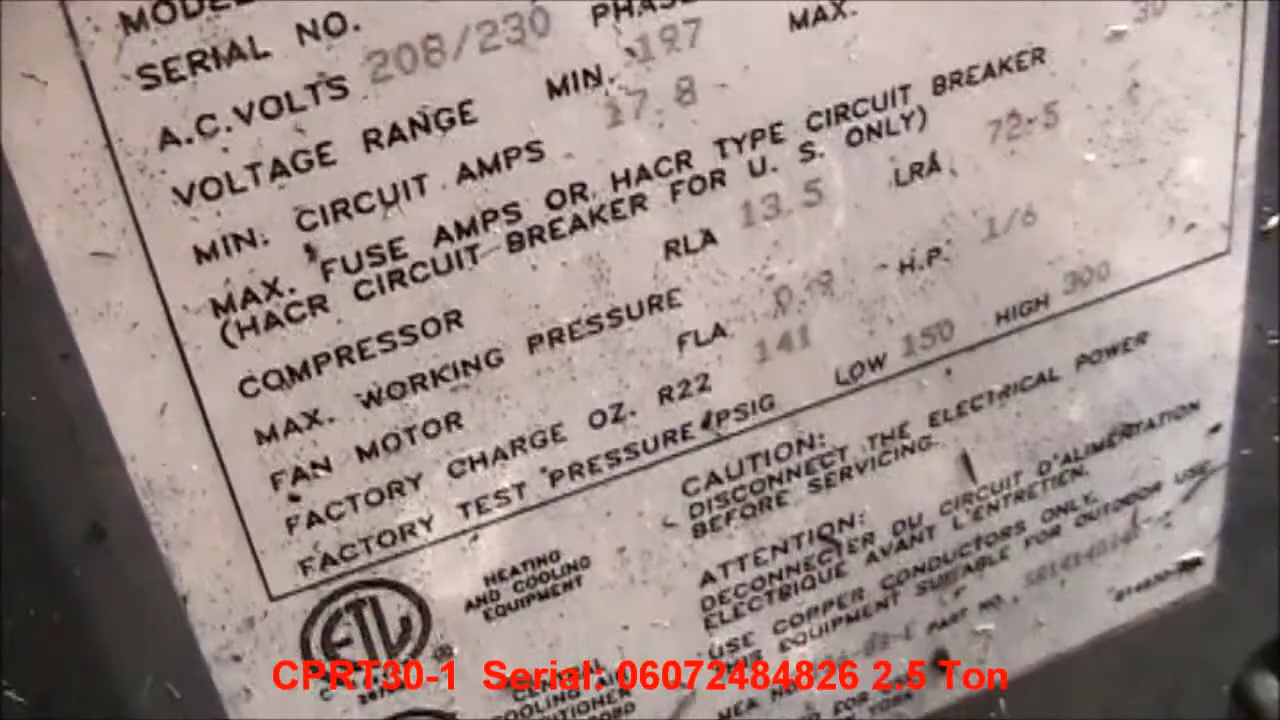 MODEL
SERIAL NO.
A.C. VOLTS 208/230 PHASE
VOLTAGE RANGE MIN. 197 MAX.
MIN. CIRCUIT AMPS 17.8
MAX. FUSE AMPS OR HACR TYPE CIRCUIT BREAKER 30
(HACR CIRCUIT BREAKER FOR U. S. ONLY)
COMPRESSOR RLA 13.5 LRA 72.5
MAX. WORKING PRESSURE
FAN MOTOR FLA 0.9 H.P. 1/6
FACTORY CHARGE OZ. R22 141
FACTORY TEST PRESSURE PSIG LOW 150 HIGH 300
ETL
HEATING
AND COOLING
EQUIPMENT
CAUTION:
DISCONNECT THE ELECTRICAL POWER
BEFORE SERVICING.
ATTENTION:
DECONNECTER DU CIRCUIT D'ALIMENTATION
ELECTRIQUE AVANT L'ENTRETIEN.
USE COPPER CONDUCTORS ONLY.
EQUIPMENT SUITABLE FOR OUTDOOR USE
PART NO.
CPRT30-1 Serial: 06072484826 2.5 Ton